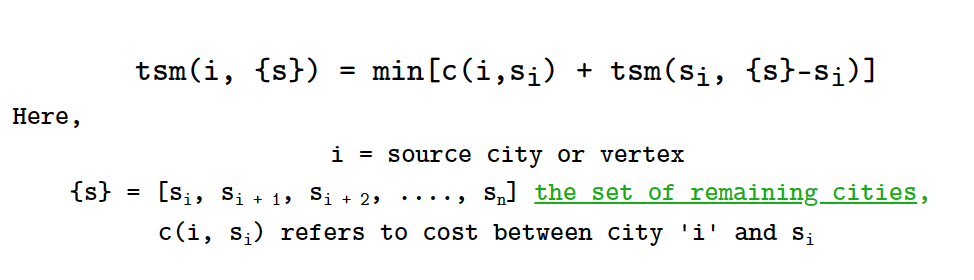 tsm(i, {s}) = min[c(i,sᵢ) + tsm(sᵢ, {s}-sᵢ)]
Here,
i = source city or vertex
{s} = [sᵢ, sᵢ ₊ ₁, sᵢ ₊ ₂, ...., sₙ] the set of remaining cities,
c(i, sᵢ) refers to cost between city 'i' and sᵢ